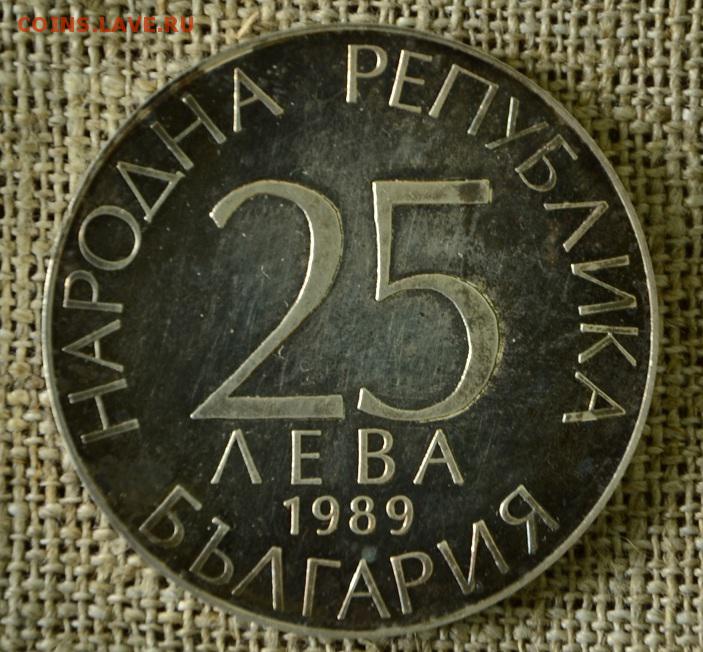 COINS.LAVE.RU
НАРОДНА РЕПУБЛИКА
25
ЛЕВА
1989
БЪЛГАРИЯ